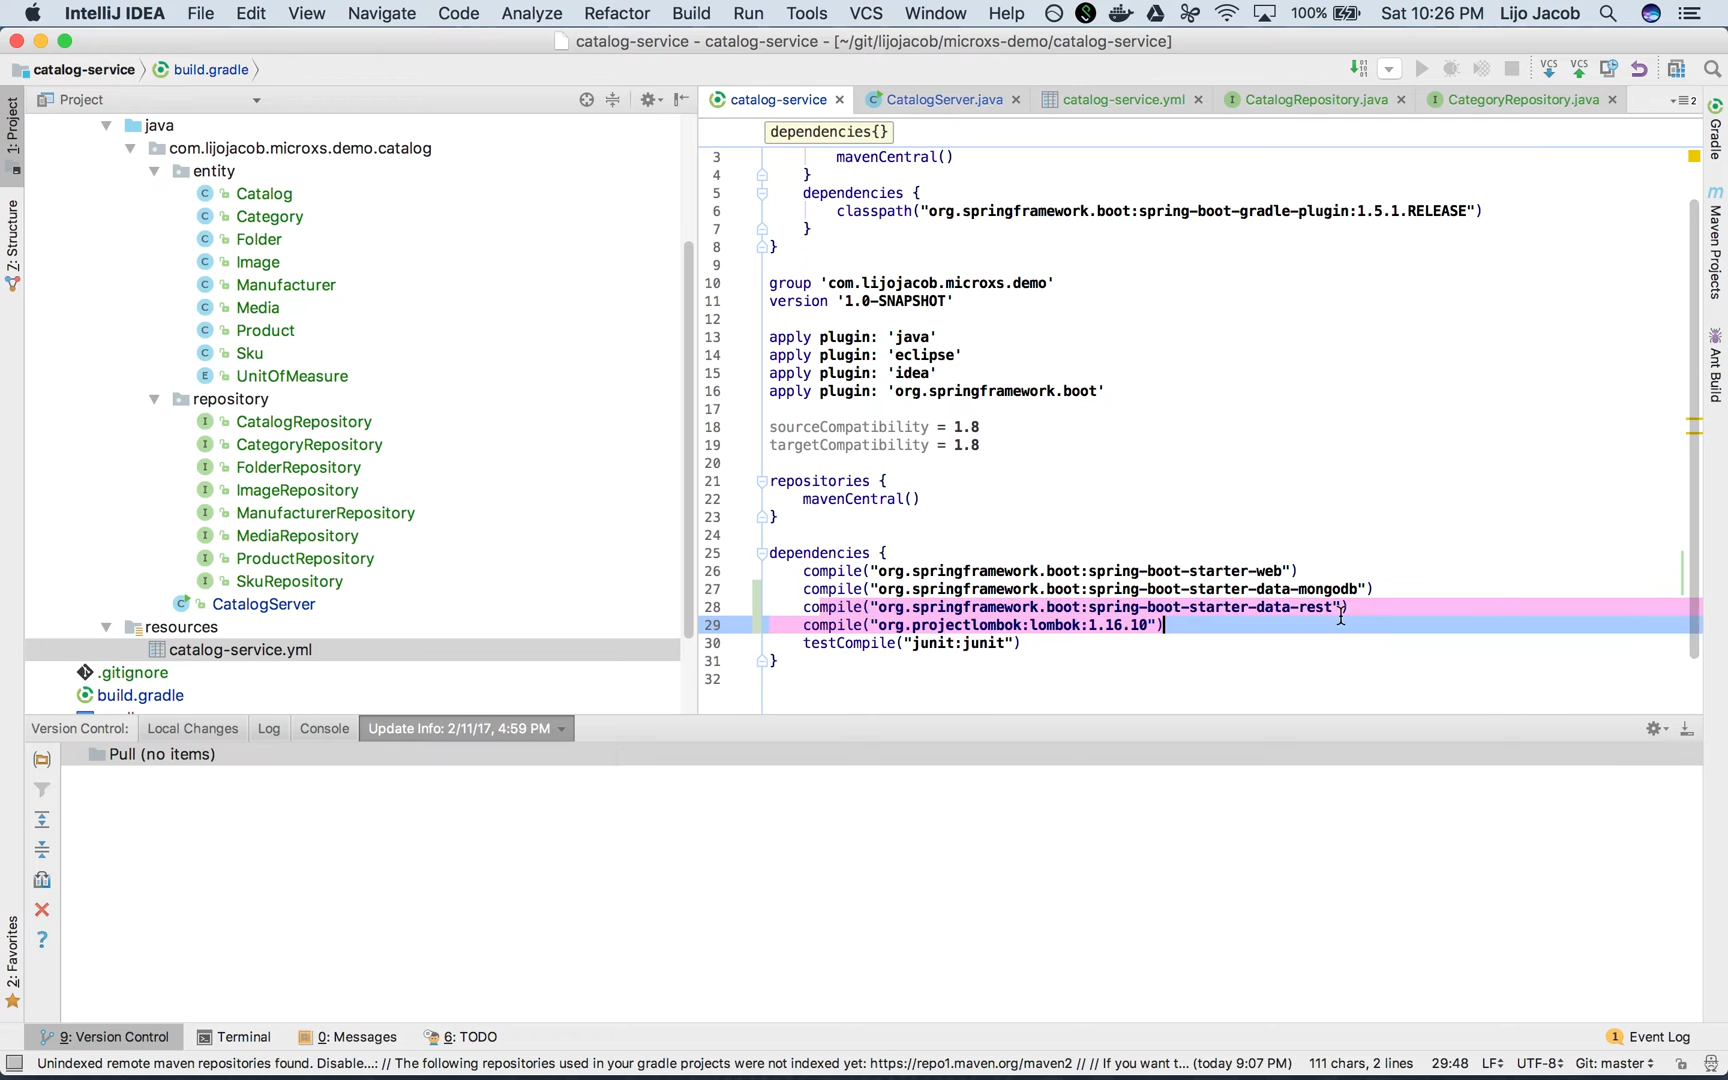 IntelliJ IDEA File Edit View Navigate Code Analyze Refactor Build Run Tools VCS Window Help 100% Sat 10:26 PM Lijo Jacob
catalog-service - catalog-service - [~/git/lijojacob/microxs-demo/catalog-service]
catalog-service build.gradle
Project
catalog-service CatalogServer.java catalog-service.yml CatalogRepository.java CategoryRepository.java 2
1: Project
Z: Structure
2: Favorites
java
com.lijojacob.microxs.demo.catalog
entity
Catalog
Category
Folder
Image
Manufacturer
Media
Product
Sku
UnitOfMeasure
repository
CatalogRepository
CategoryRepository
FolderRepository
ImageRepository
ManufacturerRepository
MediaRepository
ProductRepository
SkuRepository
CatalogServer
resources
catalog-service.yml
.gitignore
build.gradle
dependencies{}
3 mavenCentral()
4 }
5 dependencies {
6 classpath("org.springframework.boot:spring-boot-gradle-plugin:1.5.1.RELEASE")
7 }
8 }
9
10 group 'com.lijojacob.microxs.demo'
11 version '1.0-SNAPSHOT'
12
13 apply plugin: 'java'
14 apply plugin: 'eclipse'
15 apply plugin: 'idea'
16 apply plugin: 'org.springframework.boot'
17
18 sourceCompatibility = 1.8
19 targetCompatibility = 1.8
20
21 repositories {
22 mavenCentral()
23 }
24
25 dependencies {
26 compile("org.springframework.boot:spring-boot-starter-web")
27 compile("org.springframework.boot:spring-boot-starter-data-mongodb")
28 compile("org.springframework.boot:spring-boot-starter-data-rest")
29 compile("org.projectlombok:lombok:1.16.10")
30 testCompile("junit:junit")
31 }
32
Gradle
Maven Projects
Ant Build
Version Control: Local Changes Log Console Update Info: 2/11/17, 4:59 PM
Pull (no items)
9: Version Control Terminal 0: Messages 6: TODO 1 Event Log
Unindexed remote maven repositories found. Disable...: // The following repositories used in your gradle projects were not indexed yet: https://repo1.maven.org/maven2 // // If you want t... (today 9:07 PM) 111 chars, 2 lines 29:48 LF UTF-8 Git: master